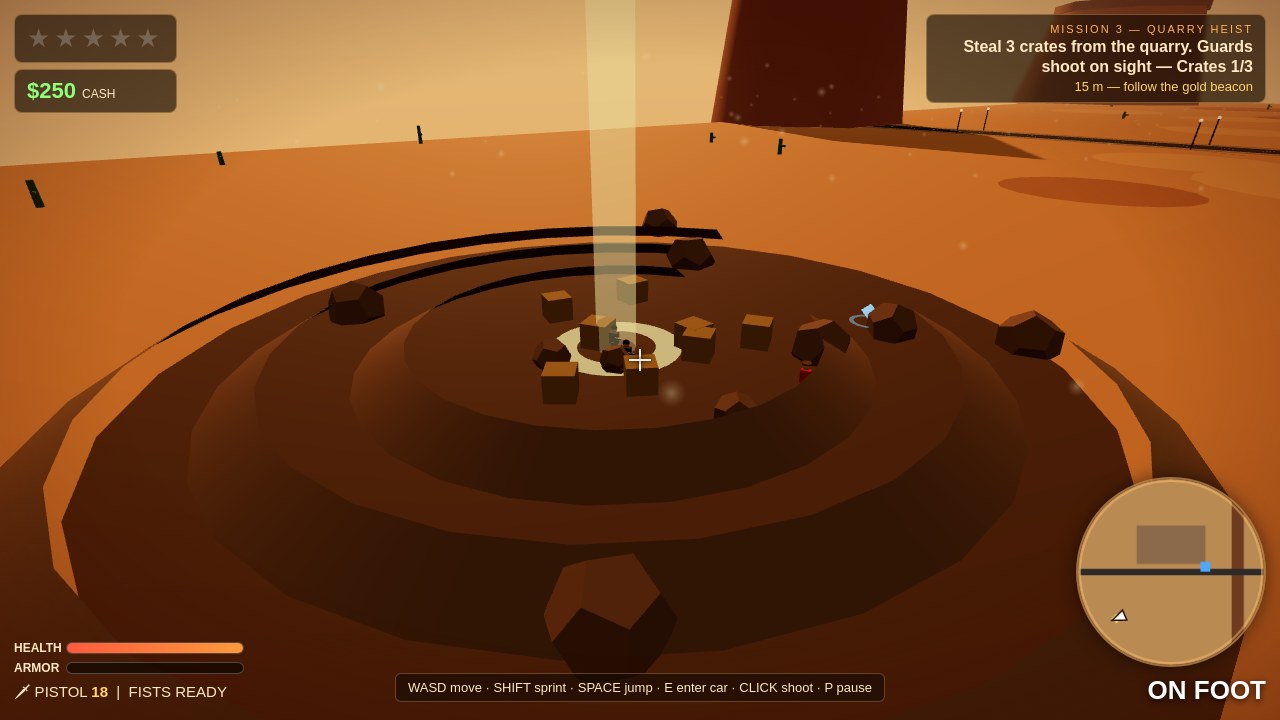 ★ ★ ★ ★ ★
$250 CASH
MISSION 3 — QUARRY HEIST
Steal 3 crates from the quarry. Guards
shoot on sight — Crates 1/3
15 m — follow the gold beacon
HEALTH
ARMOR
PISTOL 18 | FISTS READY
WASD move · SHIFT sprint · SPACE jump · E enter car · CLICK shoot · P pause
ON FOOT